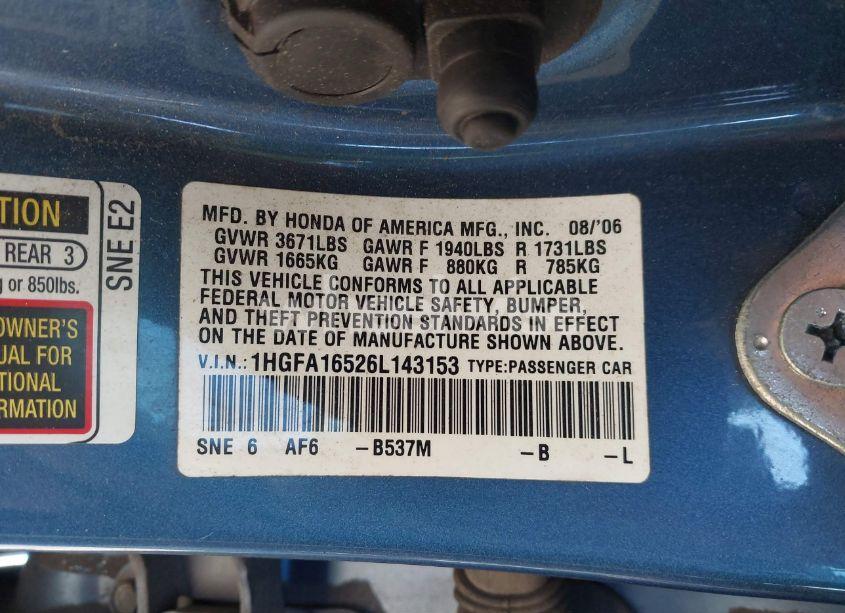 TION
REAR 3
g or 850lbs.
OWNER'S
UAL FOR
TIONAL
ORMATION
SNE E2
MFD. BY HONDA OF AMERICA MFG., INC. 08/'06
GVWR 3671LBS GAWR F 1940LBS R 1731LBS
GVWR 1665KG GAWR F 880KG R 785KG
THIS VEHICLE CONFORMS TO ALL APPLICABLE
FEDERAL MOTOR VEHICLE SAFETY, BUMPER,
AND THEFT PREVENTION STANDARDS IN EFFECT
ON THE DATE OF MANUFACTURE SHOWN ABOVE.
V.I.N.: 1HGFA16526L143153 TYPE:PASSENGER CAR
SNE 6 AF6 -B537M -B -L